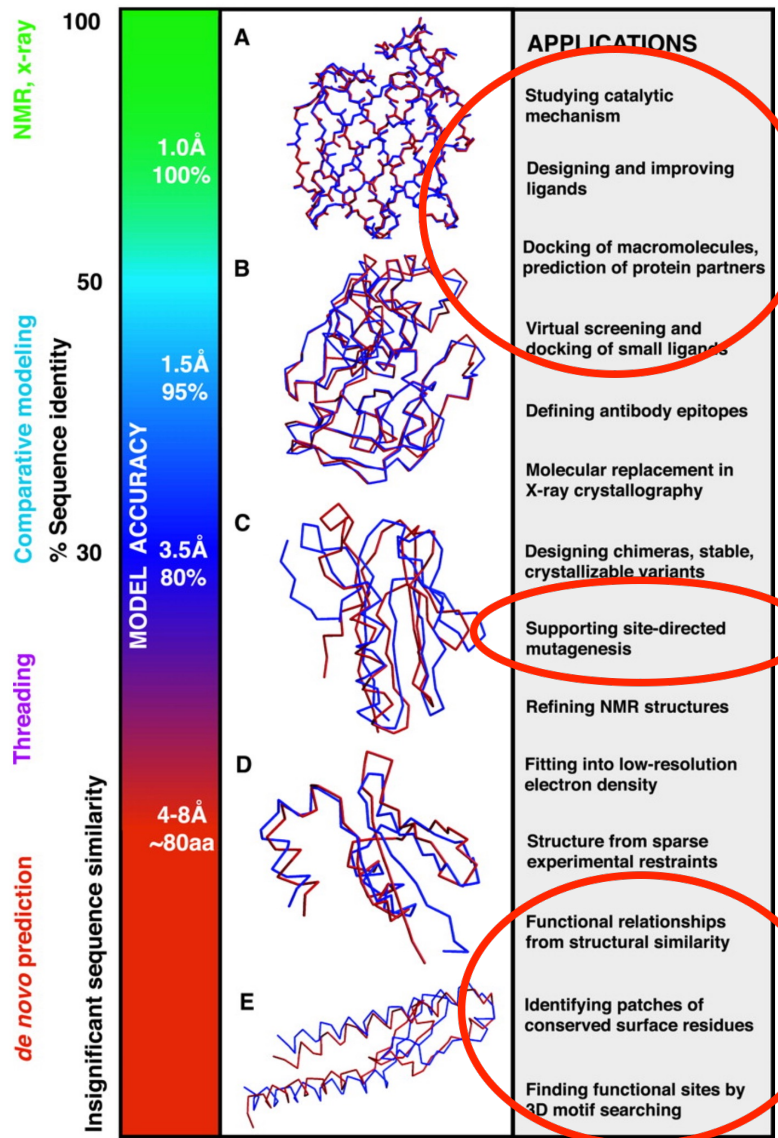 NMR, x-ray
Comparative modeling
Threading
de novo prediction
100
50
% Sequence identity
30
Insignificant sequence similarity
MODEL ACCURACY
1.0Å
100%
1.5Å
95%
3.5Å
80%
4-8Å
~80aa
A
B
C
D
E
APPLICATIONS
Studying catalytic
mechanism
Designing and improving
ligands
Docking of macromolecules,
prediction of protein partners
Virtual screening and
docking of small ligands
Defining antibody epitopes
Molecular replacement in
X-ray crystallography
Designing chimeras, stable,
crystallizable variants
Supporting site-directed
mutagenesis
Refining NMR structures
Fitting into low-resolution
electron density
Structure from sparse
experimental restraints
Functional relationships
from structural similarity
Identifying patches of
conserved surface residues
Finding functional sites by
3D motif searching